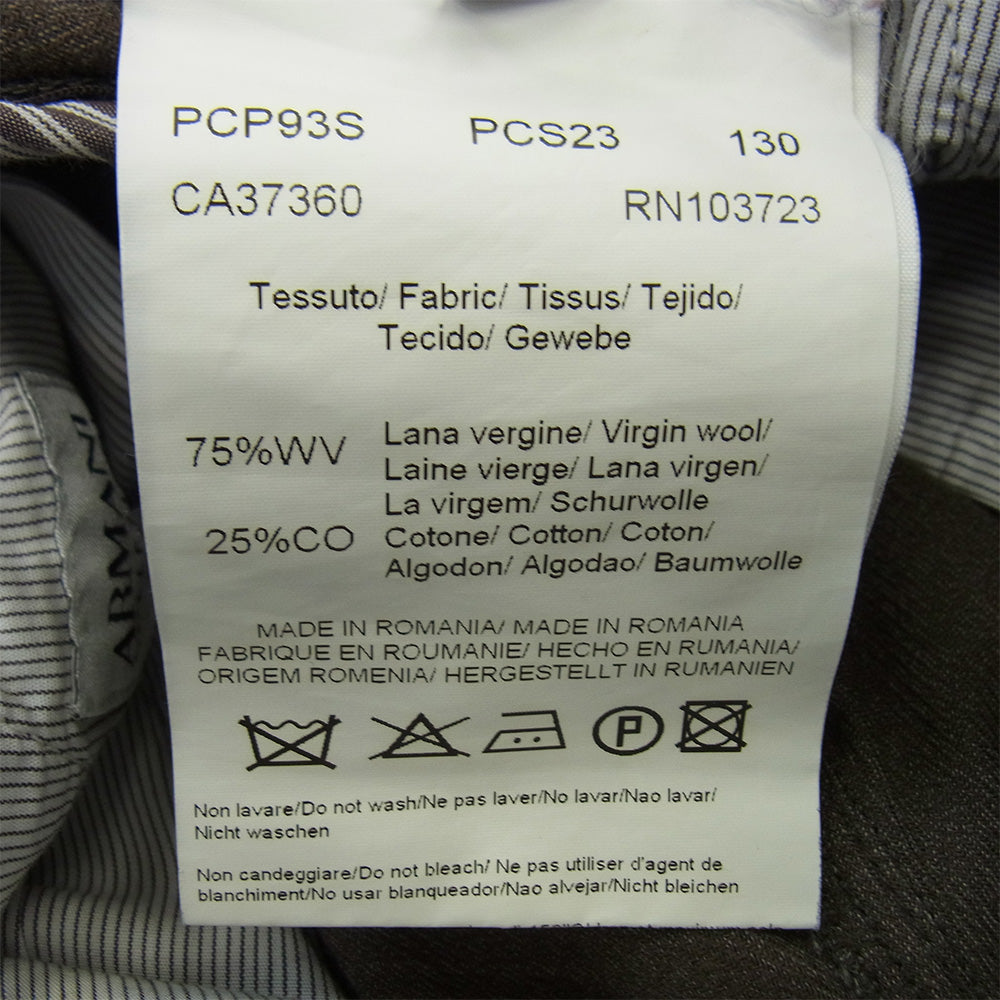 PCP93S PCS23 130
CA37360 RN103723
Tessuto/ Fabric/ Tissus/ Tejido/
Tecido/ Gewebe
75%WV Lana vergine/ Virgin wool/
Laine vierge/ Lana virgen/
La virgem/ Schurwolle
25%CO Cotone/ Cotton/ Coton/
Algodon/ Algodao/ Baumwolle
MADE IN ROMANIA/ MADE IN ROMANIA
FABRIQUE EN ROUMANIE/ HECHO EN RUMANIA/
ORIGEM ROMENIA/ HERGESTELLT IN RUMANIEN
P
Non lavare/Do not wash/Ne pas laver/No lavar/Nao lavar/
Nicht waschen
Non candeggiare/Do not bleach/ Ne pas utiliser d'agent de
blanchiment/No usar blanqueador/Nao alvejar/Nicht bleichen
ARMANI